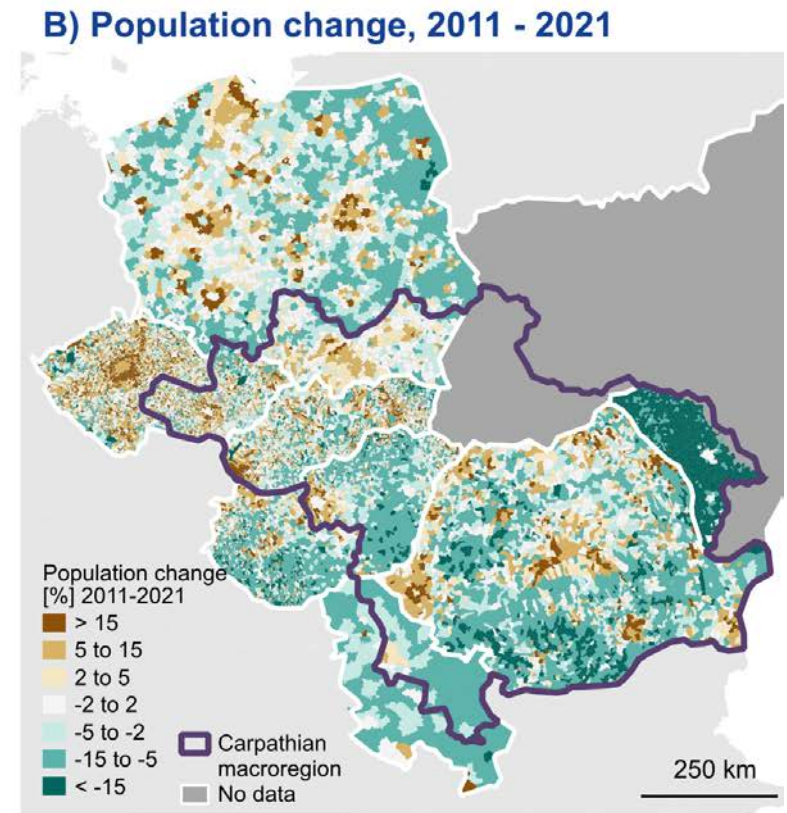 B) Population change, 2011 - 2021
Population change
[%] 2011-2021
> 15
5 to 15
2 to 5
-2 to 2
-5 to -2
-15 to -5
< -15
Carpathian
macroregion
No data
250 km